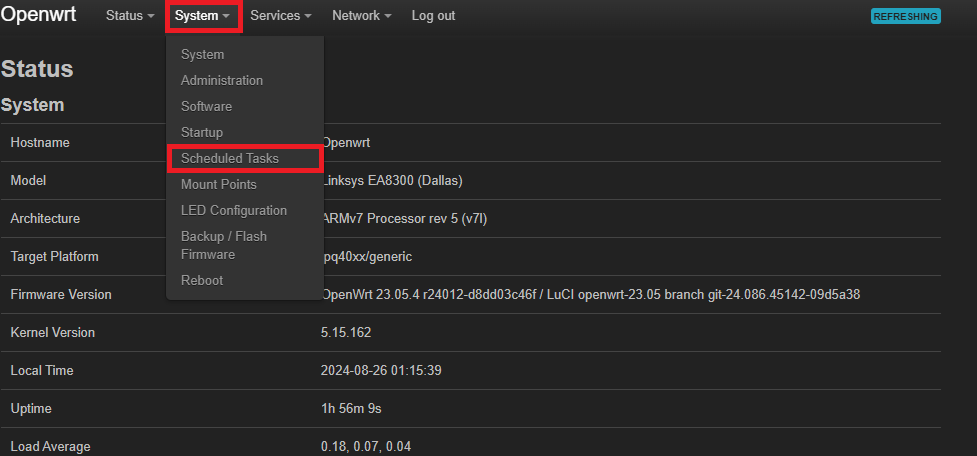 Openwrt Status System Services Network Log out REFRESHING
System
Administration
Software
Startup
Scheduled Tasks
Mount Points
LED Configuration
Backup / Flash
Firmware
Reboot
Status
System
Hostname Openwrt
Model Linksys EA8300 (Dallas)
Architecture ARMv7 Processor rev 5 (v7l)
Target Platform ipq40xx/generic
Firmware Version OpenWrt 23.05.4 r24012-d8dd03c46f / LuCI openwrt-23.05 branch git-24.086.45142-09d5a38
Kernel Version 5.15.162
Local Time 2024-08-26 01:15:39
Uptime 1h 56m 9s
Load Average 0.18, 0.07, 0.04